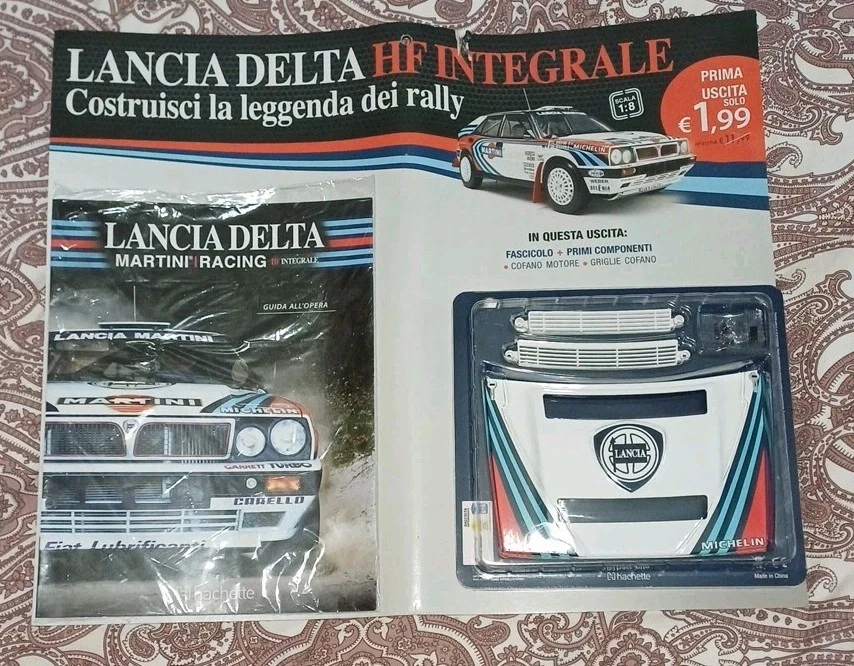 LANCIA DELTA HF INTEGRALE
Costruisci la leggenda dei rally
SCALA
1:8
PRIMA
USCITA
SOLO
€ 1,99
MARTINI
MICHELIN
IN QUESTA USCITA:
FASCICOLO + PRIMI COMPONENTI
• COFANO MOTORE • GRIGLIE COFANO
LANCIA DELTA
MARTINI RACING HF INTEGRALE
GUIDA ALL'OPERA
LANCIA MARTINI
MARTINI
MICHELIN
GARRETT TURBO
CARELLO
Fiat Lubrificanti
hachette
LANCIA
MICHELIN
hachette
Made in China